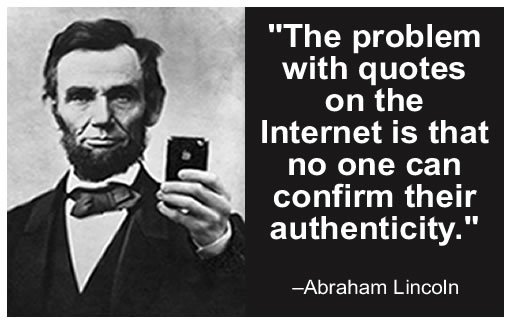 "The problem
with quotes
on the
Internet is that
no one can
confirm their
authenticity."
–Abraham Lincoln